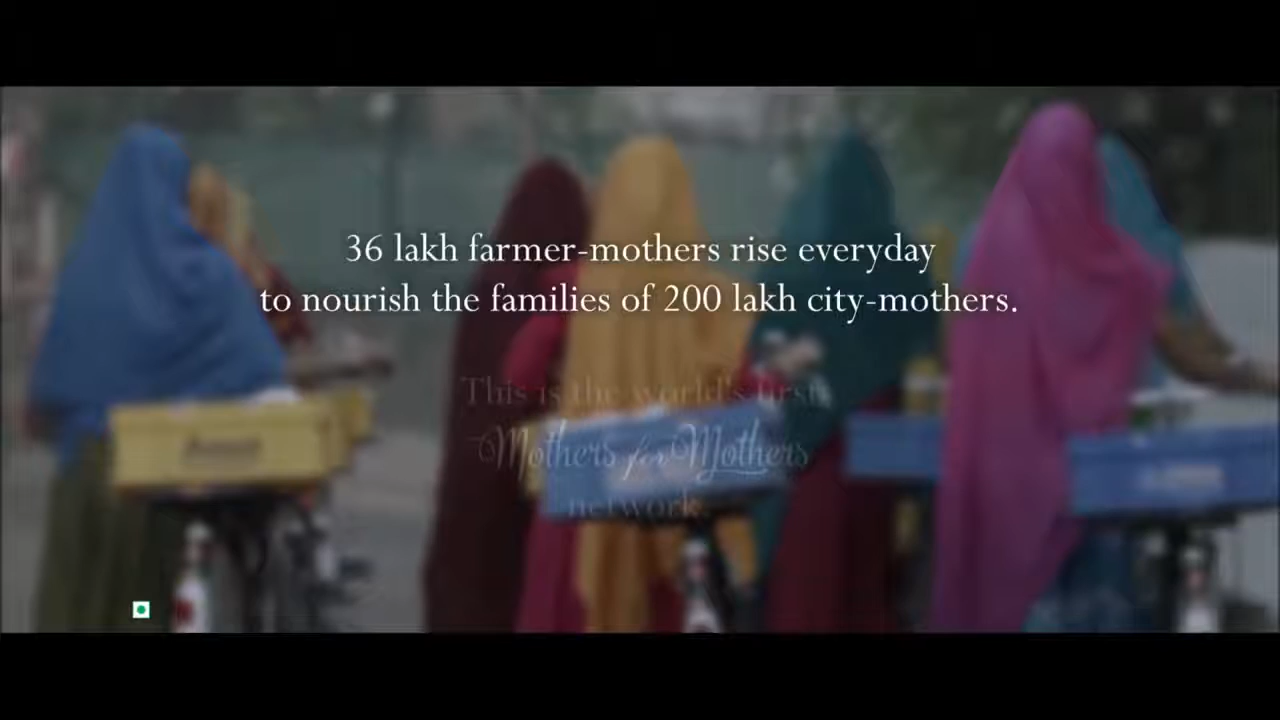 36 lakh farmer-mothers rise everyday
to nourish the families of 200 lakh city-mothers.
This is the world's first
Mothers for Mothers
network.